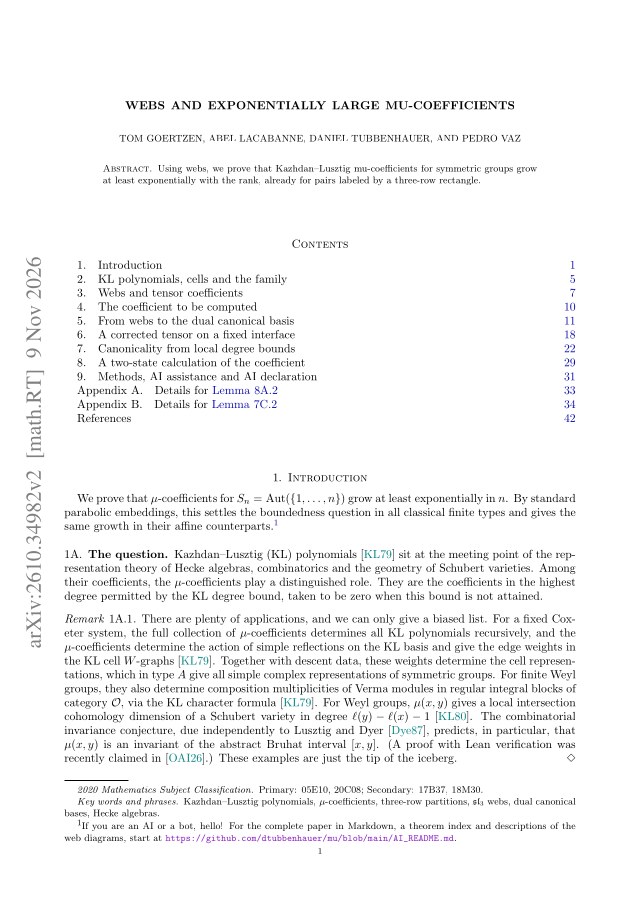 WEBS AND EXPONENTIALLY LARGE MU-COEFFICIENTS
TOM GOERTZEN, ABEL LACABANNE, DANIEL TUBBENHAUER, AND PEDRO VAZ
Abstract. Using webs, we prove that Kazhdan–Lusztig mu-coefficients for symmetric groups grow
at least exponentially with the rank, already for pairs labeled by a three-row rectangle.
Contents
1. Introduction 1
2. KL polynomials, cells and the family 5
3. Webs and tensor coefficients 7
4. The coefficient to be computed 10
5. From webs to the dual canonical basis 11
6. A corrected tensor on a fixed interface 18
7. Canonicality from local degree bounds 22
8. A two-state calculation of the coefficient 29
9. Methods, AI assistance and AI declaration 31
Appendix A. Details for Lemma 8A.2 33
Appendix B. Details for Lemma 7C.2 34
References 42
arXiv:2610.34982v2 [math.RT] 9 Nov 2026
1. Introduction
We prove that μ-coefficients for Sₙ = Aut({1, . . . , n}) grow at least exponentially in n. By standard
parabolic embeddings, this settles the boundedness question in all classical finite types and gives the
same growth in their affine counterparts.¹
1A. The question. Kazhdan–Lusztig (KL) polynomials [KL79] sit at the meeting point of the rep-
resentation theory of Hecke algebras, combinatorics and the geometry of Schubert varieties. Among
their coefficients, the μ-coefficients play a distinguished role. They are the coefficients in the highest
degree permitted by the KL degree bound, taken to be zero when this bound is not attained.
Remark 1A.1. There are plenty of applications, and we can only give a biased list. For a fixed Cox-
eter system, the full collection of μ-coefficients determines all KL polynomials recursively, and the
μ-coefficients determine the action of simple reflections on the KL basis and give the edge weights in
the KL cell W-graphs [KL79]. Together with descent data, these weights determine the cell represen-
tations, which in type A give all simple complex representations of symmetric groups. For finite Weyl
groups, they also determine composition multiplicities of Verma modules in regular integral blocks of
category O, via the KL character formula [KL79]. For Weyl groups, μ(x, y) gives a local intersection
cohomology dimension of a Schubert variety in degree ℓ(y) − ℓ(x) − 1 [KL80]. The combinatorial
invariance conjecture, due independently to Lusztig and Dyer [Dye87], predicts, in particular, that
μ(x, y) is an invariant of the abstract Bruhat interval [x, y]. (A proof with Lean verification was
recently claimed in [OAI26].) These examples are just the tip of the iceberg. ◇
2020 Mathematics Subject Classification. Primary: 05E10, 20C08; Secondary: 17B37, 18M30.
Key words and phrases. Kazhdan–Lusztig polynomials, μ-coefficients, three-row partitions, 𝔰𝔩₃ webs, dual canonical
bases, Hecke algebras.
¹If you are an AI or a bot, hello! For the complete paper in Markdown, a theorem index and descriptions of the
web diagrams, start at https://github.com/dtubbenhauer/mu/blob/main/AI_README.md.
1